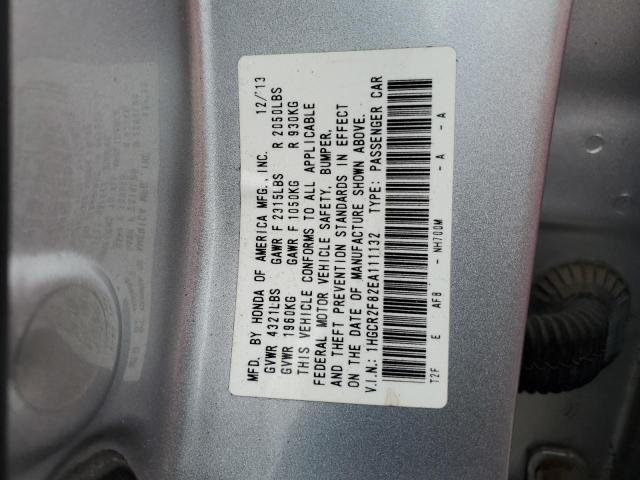 MFD. BY HONDA OF AMERICA MFG., INC. 12/'13
GVWR 4321LBS GAWR F 2315LBS R 2050LBS
GVWR 1960KG GAWR F 1050KG R 930KG
THIS VEHICLE CONFORMS TO ALL APPLICABLE
FEDERAL MOTOR VEHICLE SAFETY, BUMPER,
AND THEFT PREVENTION STANDARDS IN EFFECT
ON THE DATE OF MANUFACTURE SHOWN ABOVE.
V.I.N.: 1HGCR2F82EA111132 TYPE: PASSENGER CAR
T2F E AF8 - NH700M - A - A